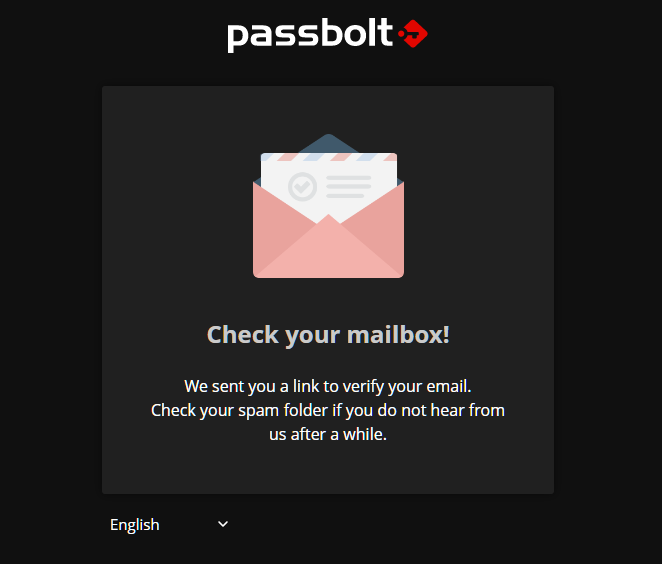 passbolt
Check your mailbox!
We sent you a link to verify your email.
Check your spam folder if you do not hear from
us after a while.
English